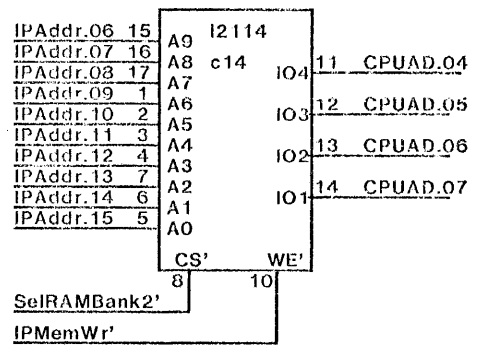 IPAddr.06 15 A9 I2114
IPAddr.07 16 A8 c14 IO4 11 CPUAD.04
IPAddr.08 17 A7
IPAddr.09 1 A6 IO3 12 CPUAD.05
IPAddr.10 2 A5
IPAddr.11 3 A4 IO2 13 CPUAD.06
IPAddr.12 4 A3
IPAddr.13 7 A2 IO1 14 CPUAD.07
IPAddr.14 6 A1
IPAddr.15 5 A0
CS' WE'
8 10
SelRAMBank2'
IPMemWr'